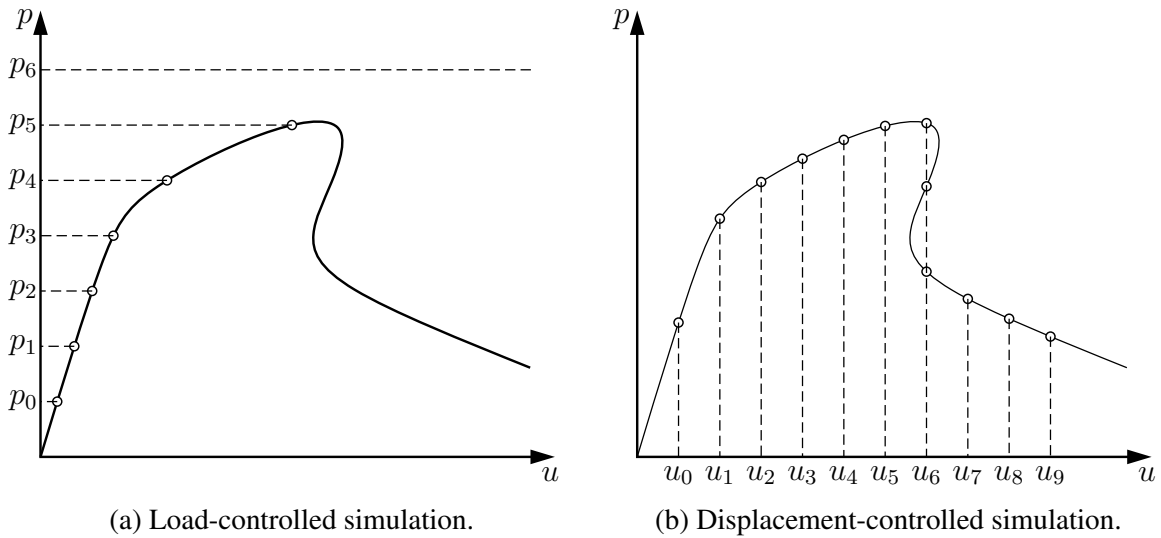 p
p₆
p₅
p₄
p₃
p₂
p₁
p₀
u
(a) Load-controlled simulation.
p
u₀ u₁ u₂ u₃ u₄ u₅ u₆ u₇ u₈ u₉ u
(b) Displacement-controlled simulation.